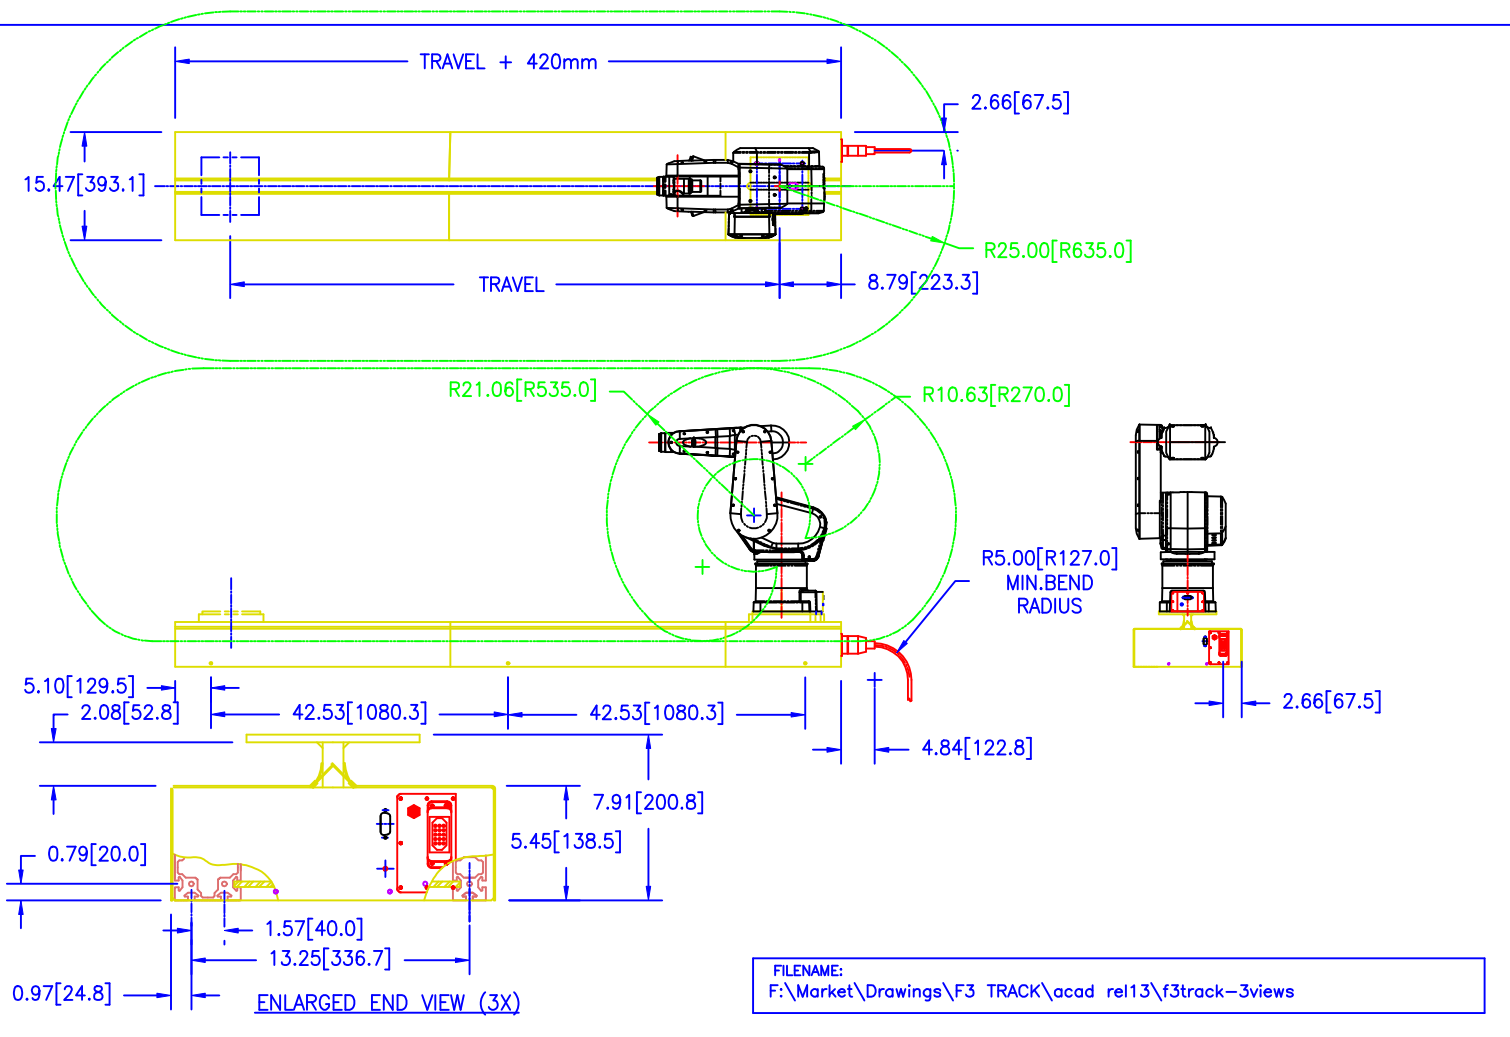 TRAVEL + 420mm
2.66[67.5]
15.47[393.1]
R25.00[R635.0]
TRAVEL
8.79[223.3]
R21.06[R535.0]
R10.63[R270.0]
R5.00[R127.0]
MIN.BEND
RADIUS
5.10[129.5]
2.08[52.8]
42.53[1080.3]
42.53[1080.3]
2.66[67.5]
4.84[122.8]
7.91[200.8]
5.45[138.5]
0.79[20.0]
1.57[40.0]
13.25[336.7]
0.97[24.8]
ENLARGED END VIEW (3X)
FILENAME:
F:\Market\Drawings\F3 TRACK\acad rel13\f3track-3views